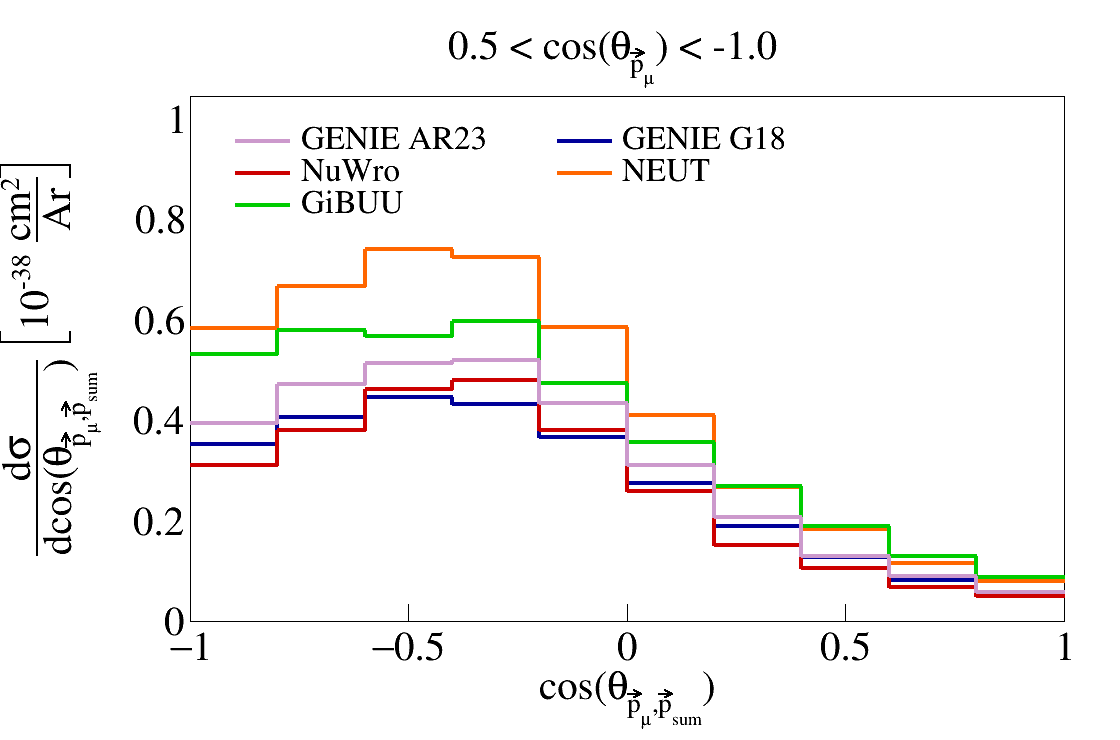 0.5 < cos(θ_{p⃗_μ}) < -1.0
GENIE AR23
GENIE G18
NuWro
NEUT
GiBUU
dσ/dcos(θ_{p⃗_μ,p⃗_sum}) [10^{-38} cm^2/Ar]
1
0.8
0.6
0.4
0.2
0
−1
−0.5
0
0.5
1
cos(θ_{p⃗_μ,p⃗_sum})